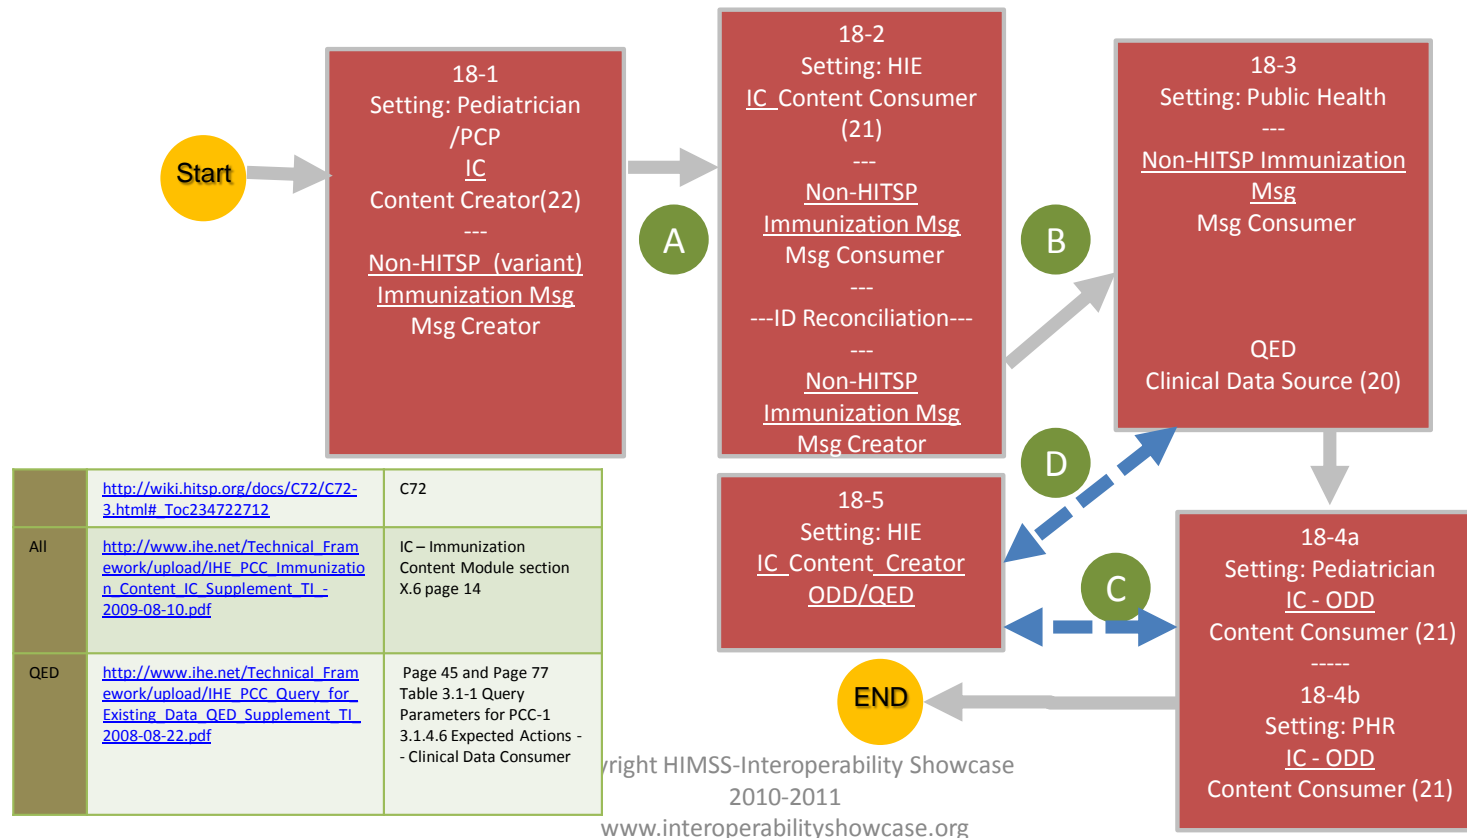 Start
18-1
Setting: Pediatrician
/PCP
IC
Content Creator(22)
---
Non-HITSP (variant)
Immunization Msg
Msg Creator
A
18-2
Setting: HIE
IC_Content Consumer
(21)
---
Non-HITSP
Immunization Msg
Msg Consumer
---
---ID Reconciliation---
---
Non-HITSP
Immunization Msg
Msg Creator
B
18-3
Setting: Public Health
---
Non-HITSP Immunization
Msg
Msg Consumer
QED
Clinical Data Source (20)
D
18-5
Setting: HIE
IC_Content_Creator
ODD/QED
C
18-4a
Setting: Pediatrician
IC - ODD
Content Consumer (21)
-----
18-4b
Setting: PHR
IC - ODD
Content Consumer (21)
END
http://wiki.hitsp.org/docs/C72/C72-
3.html#_Toc234722712
C72
All
http://www.ihe.net/Technical_Fram
ework/upload/IHE_PCC_Immunizatio
n_Content_IC_Supplement_TI_-
2009-08-10.pdf
IC – Immunization
Content Module section
X.6 page 14
QED
http://www.ihe.net/Technical_Fram
ework/upload/IHE_PCC_Query_for_
Existing_Data_QED_Supplement_TI_
2008-08-22.pdf
Page 45 and Page 77
Table 3.1-1 Query
Parameters for PCC-1
3.1.4.6 Expected Actions -
- Clinical Data Consumer
yright HIMSS-Interoperability Showcase
2010-2011
www.interoperabilityshowcase.org